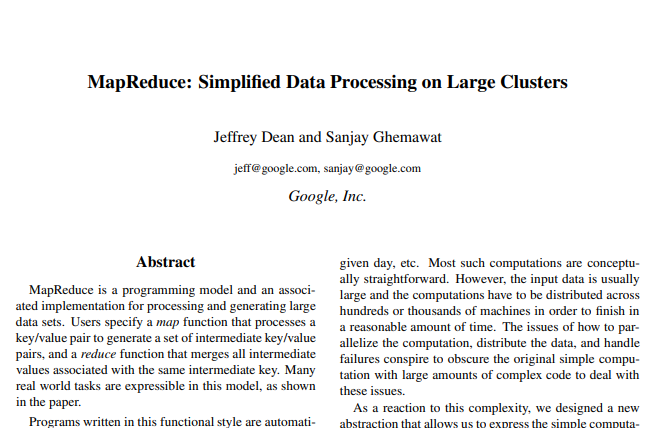 MapReduce: Simplified Data Processing on Large Clusters
Jeffrey Dean and Sanjay Ghemawat
jeff@google.com, sanjay@google.com
Google, Inc.
Abstract
MapReduce is a programming model and an associ-
ated implementation for processing and generating large
data sets. Users specify a map function that processes a
key/value pair to generate a set of intermediate key/value
pairs, and a reduce function that merges all intermediate
values associated with the same intermediate key. Many
real world tasks are expressible in this model, as shown
in the paper.
Programs written in this functional style are automati-
given day, etc. Most such computations are conceptu-
ally straightforward. However, the input data is usually
large and the computations have to be distributed across
hundreds or thousands of machines in order to finish in
a reasonable amount of time. The issues of how to par-
allelize the computation, distribute the data, and handle
failures conspire to obscure the original simple compu-
tation with large amounts of complex code to deal with
these issues.
As a reaction to this complexity, we designed a new
abstraction that allows us to express the simple computa-